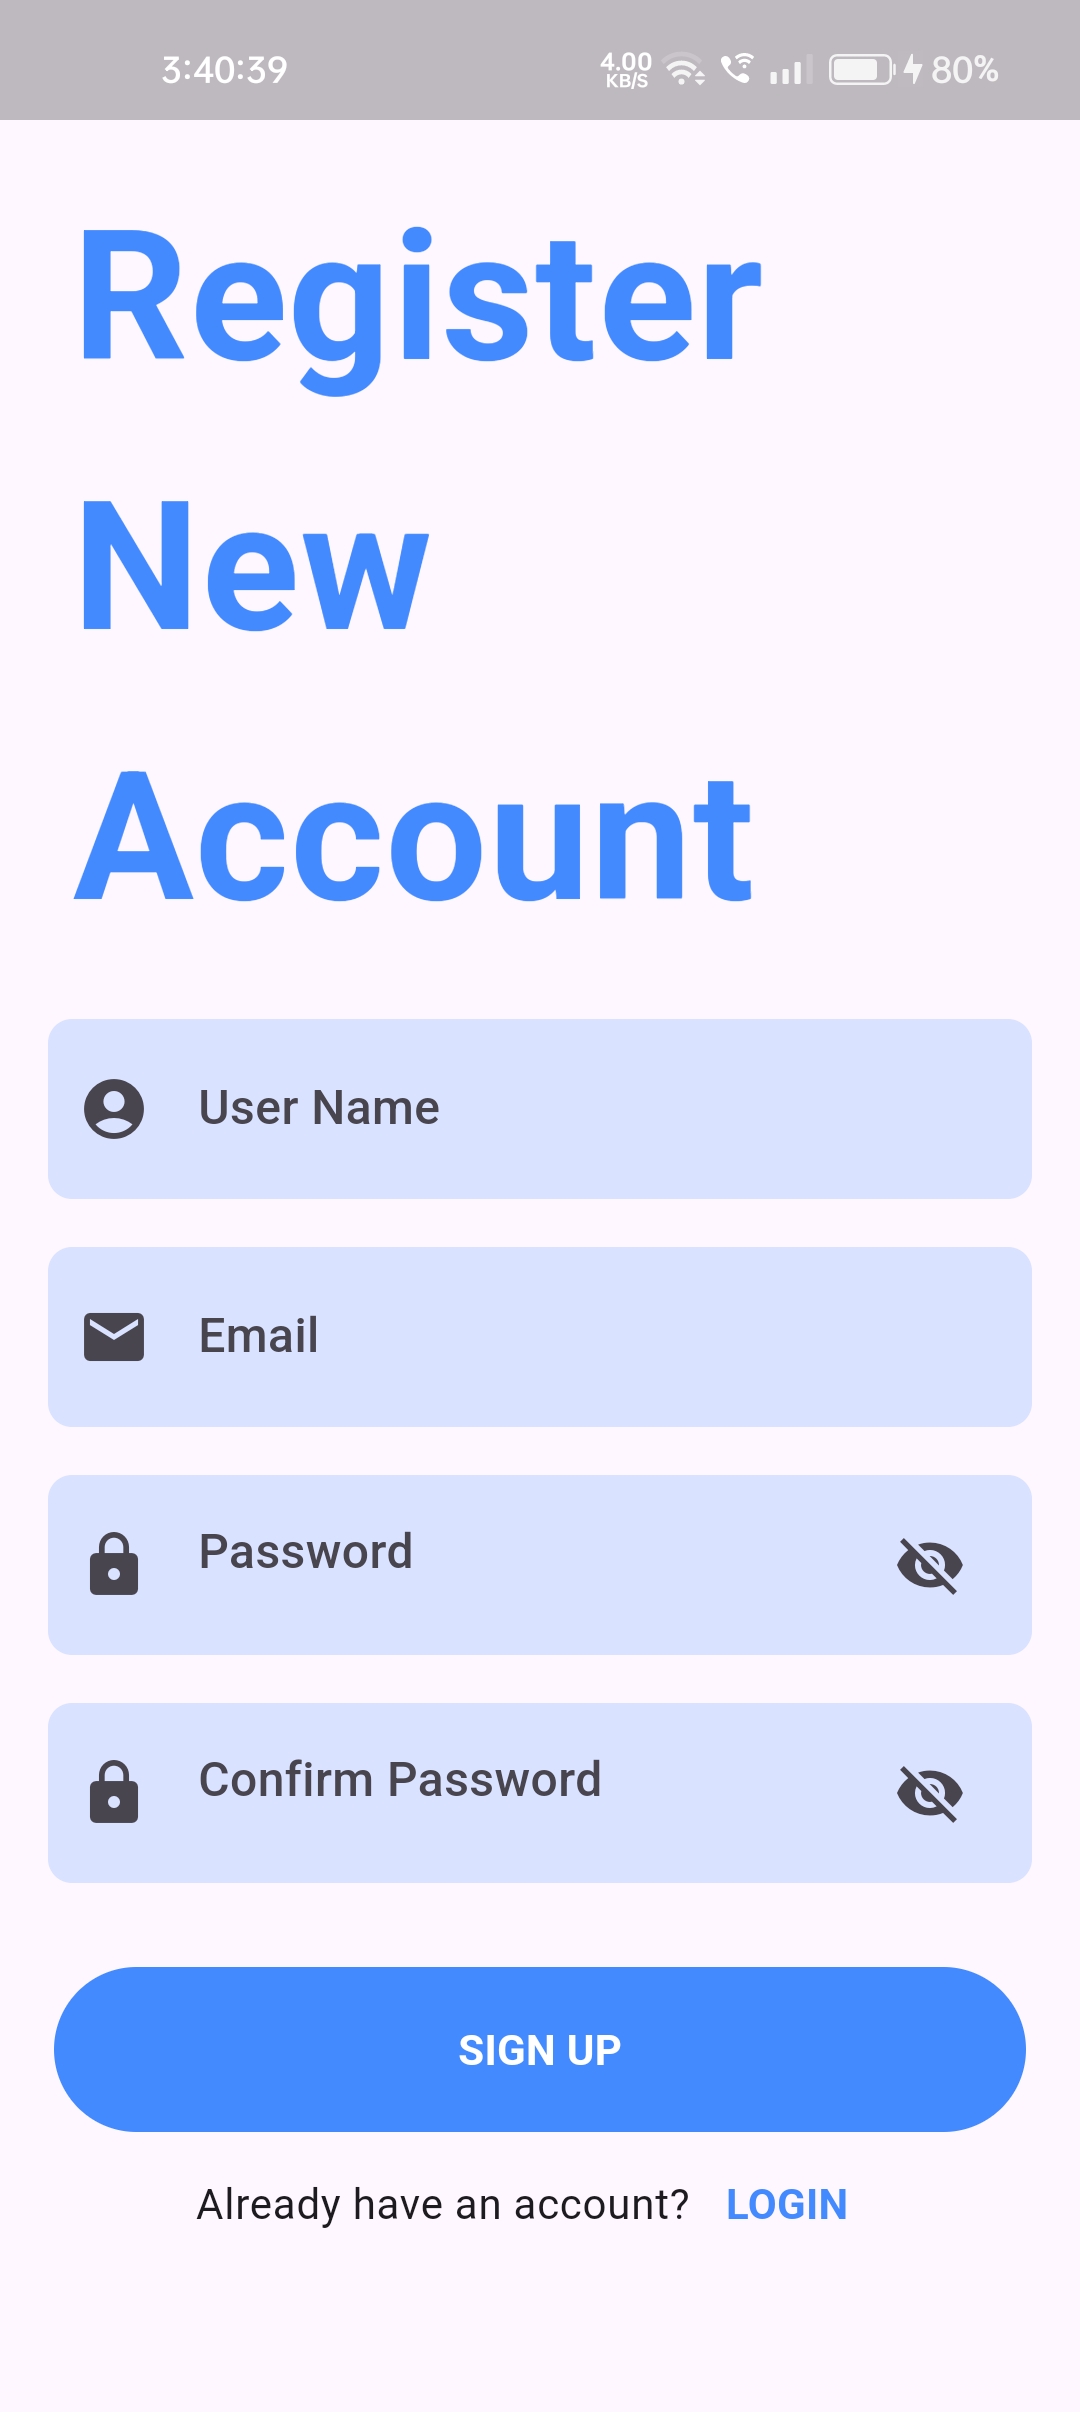 3:40:39 4.00 KB/S 80%
Register
New
Account
User Name
Email
Password
Confirm Password
SIGN UP
Already have an account? LOGIN